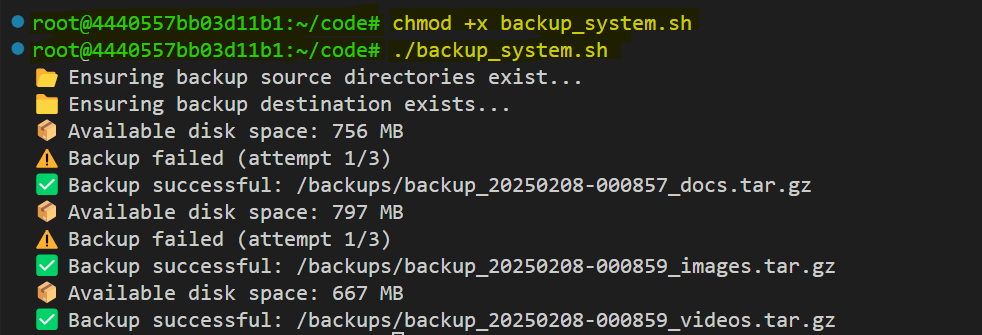 root@4440557bb03d11b1:~/code# chmod +x backup_system.sh
root@4440557bb03d11b1:~/code# ./backup_system.sh
📂 Ensuring backup source directories exist...
📁 Ensuring backup destination exists...
📦 Available disk space: 756 MB
⚠️ Backup failed (attempt 1/3)
✅ Backup successful: /backups/backup_20250208-000857_docs.tar.gz
📦 Available disk space: 797 MB
⚠️ Backup failed (attempt 1/3)
✅ Backup successful: /backups/backup_20250208-000859_images.tar.gz
📦 Available disk space: 667 MB
✅ Backup successful: /backups/backup_20250208-000859_videos.tar.gz